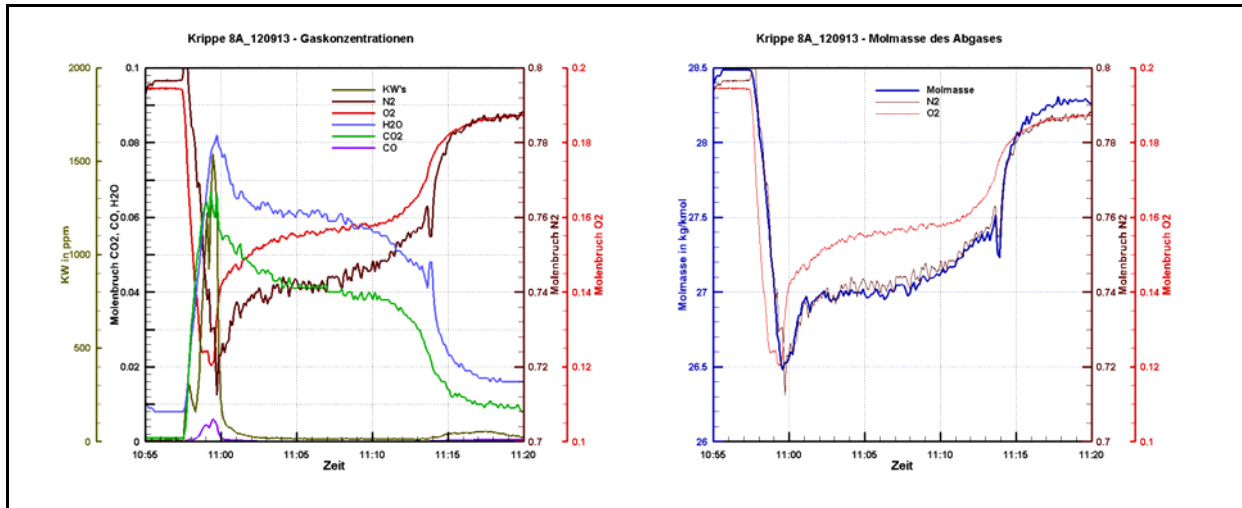 Krippe 8A_120913 - Gaskonzentrationen
2000
1500
1000
500
0
KW in ppm
0.1
0.08
0.06
0.04
0.02
0
Molenbruch CO2, CO, H2O
KW's
N2
O2
H2O
CO2
CO
0.8
0.78
0.76
0.74
0.72
0.7
Molenbruch N2
0.2
0.18
0.16
0.14
0.12
0.1
Molenbruch O2
10:55 11:00 11:05 11:10 11:15 11:20
Zeit
Krippe 8A_120913 - Molmasse des Abgases
28.5
28
27.5
27
26.5
26
Molmasse in kg/kmol
Molmasse
N2
O2
0.8
0.78
0.76
0.74
0.72
0.7
Molenbruch N2
0.2
0.18
0.16
0.14
0.12
0.1
Molenbruch O2
10:55 11:00 11:05 11:10 11:15 11:20
Zeit